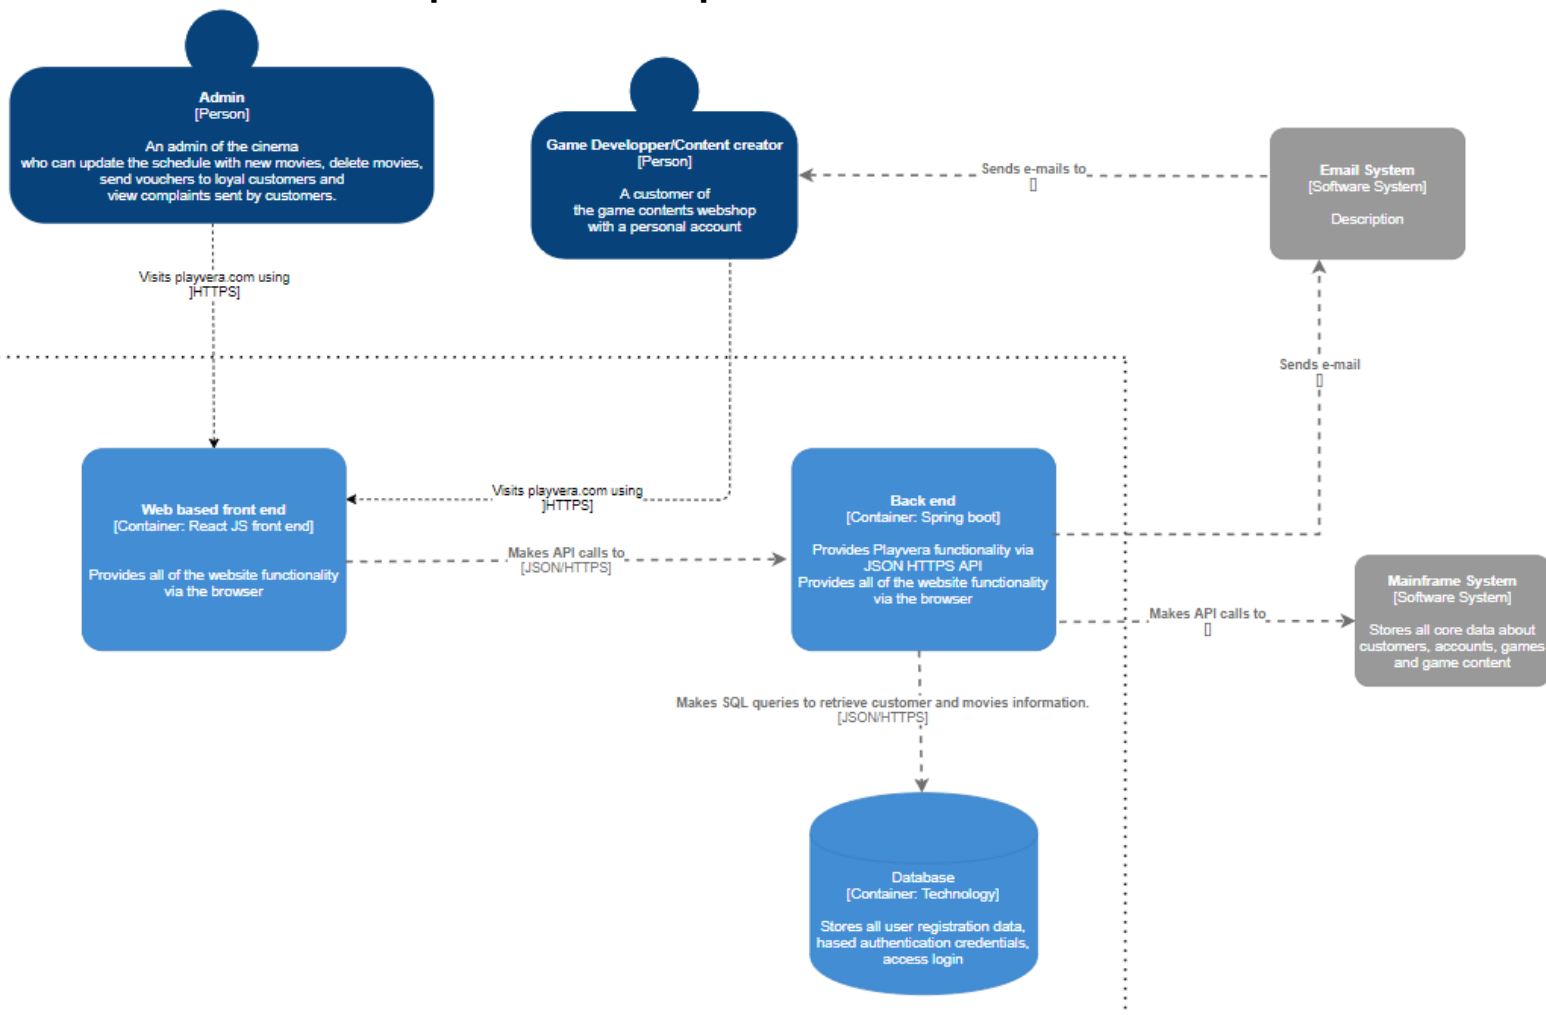 Admin
[Person]
An admin of the cinema
who can update the schedule with new movies, delete movies,
send vouchers to loyal customers and
view complaints sent by customers.
Game Developper/Content creator
[Person]
A customer of
the game contents webshop
with a personal account
Sends e-mails to
[]
Email System
[Software System]
Description
Visits playvera.com using
]HTTPS]
Sends e-mail
[]
Visits playvera.com using
]HTTPS]
Web based front end
[Container: React JS front end]
Provides all of the website functionality
via the browser
Makes API calls to
[JSON/HTTPS]
Back end
[Container: Spring boot]
Provides Playvera functionality via
JSON HTTPS API
Provides all of the website functionality
via the browser
Makes API calls to
[]
Mainframe System
[Software System]
Stores all core data about
customers, accounts, games
and game content
Makes SQL queries to retrieve customer and movies information.
[JSON/HTTPS]
Database
[Container: Technology]
Stores all user registration data,
hased authentication credentials,
access login